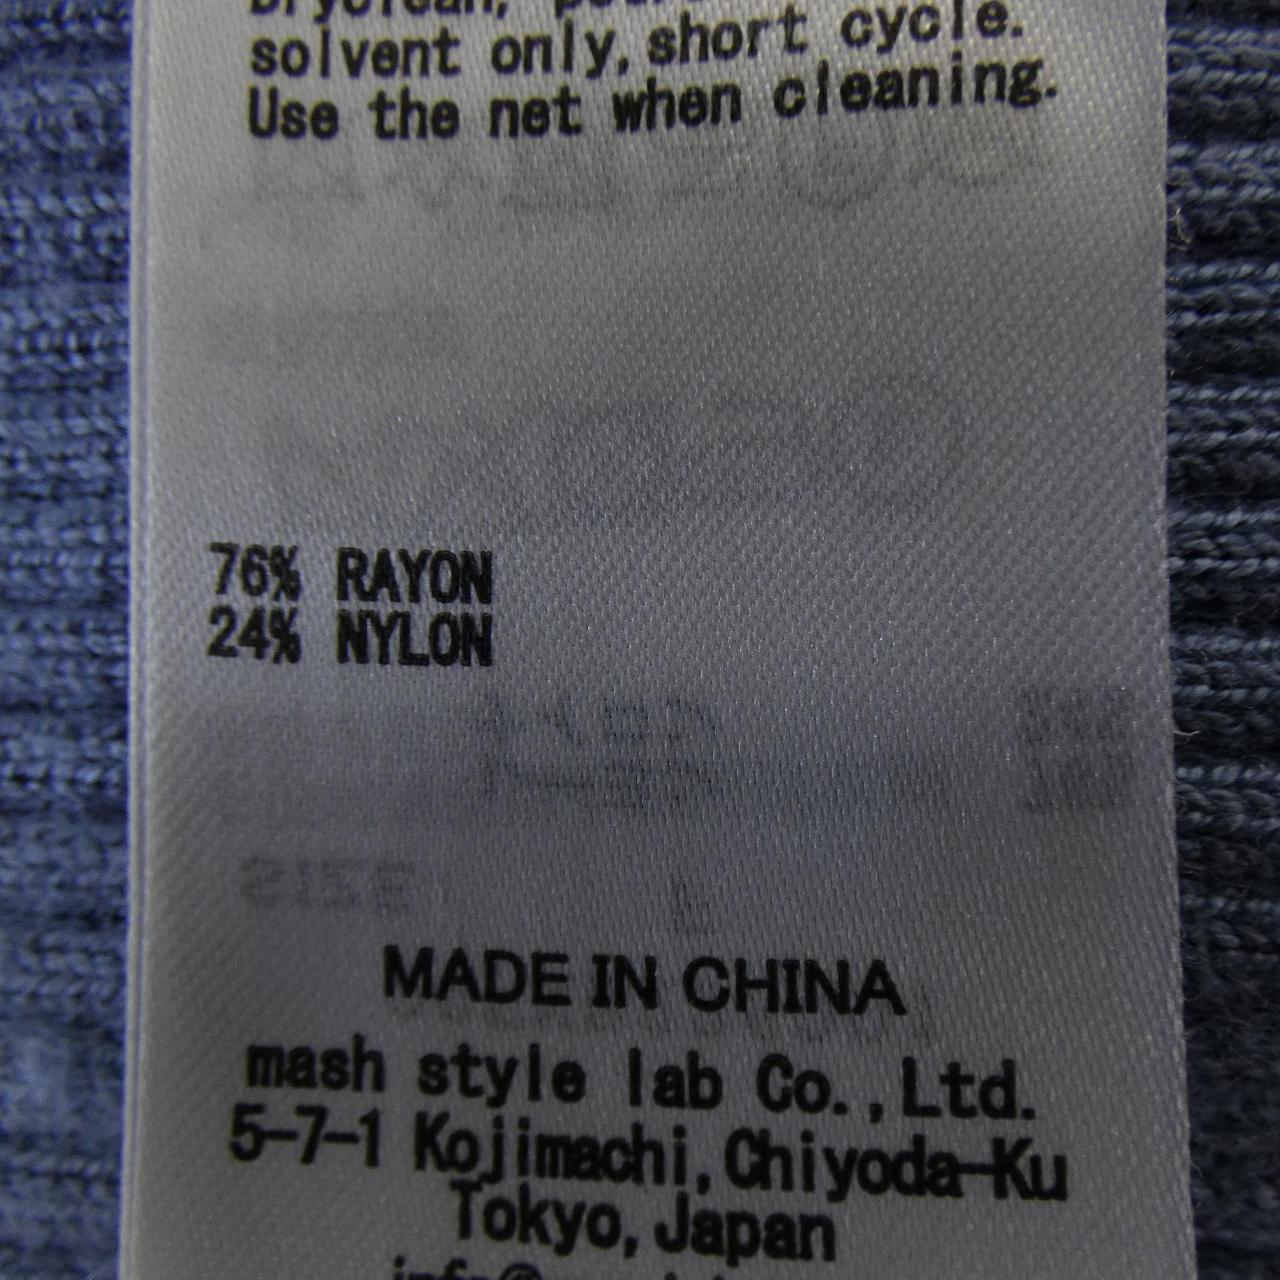 Dryclean,
solvent only, short cycle.
Use the net when cleaning.
76% RAYON
24% NYLON
MADE IN CHINA
mash style lab Co., Ltd.
5-7-1 Kojimachi, Chiyoda-Ku
Tokyo, Japan